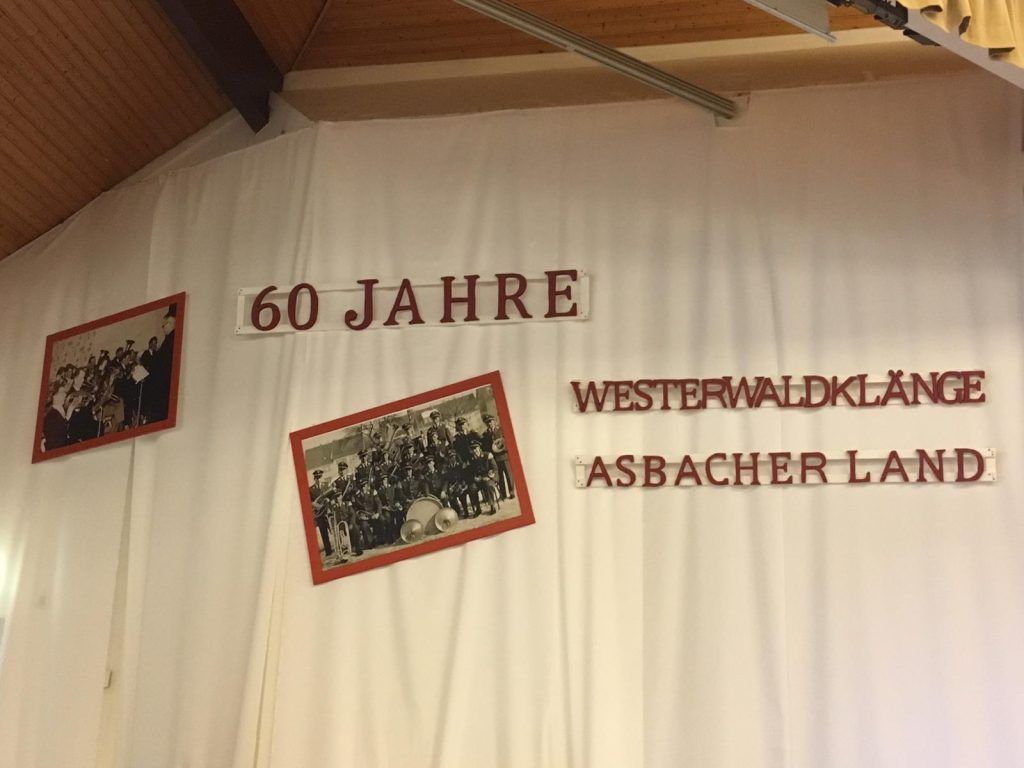 60 JAHRE
WESTERWALDKLÄNGE
ASBACHER LAND